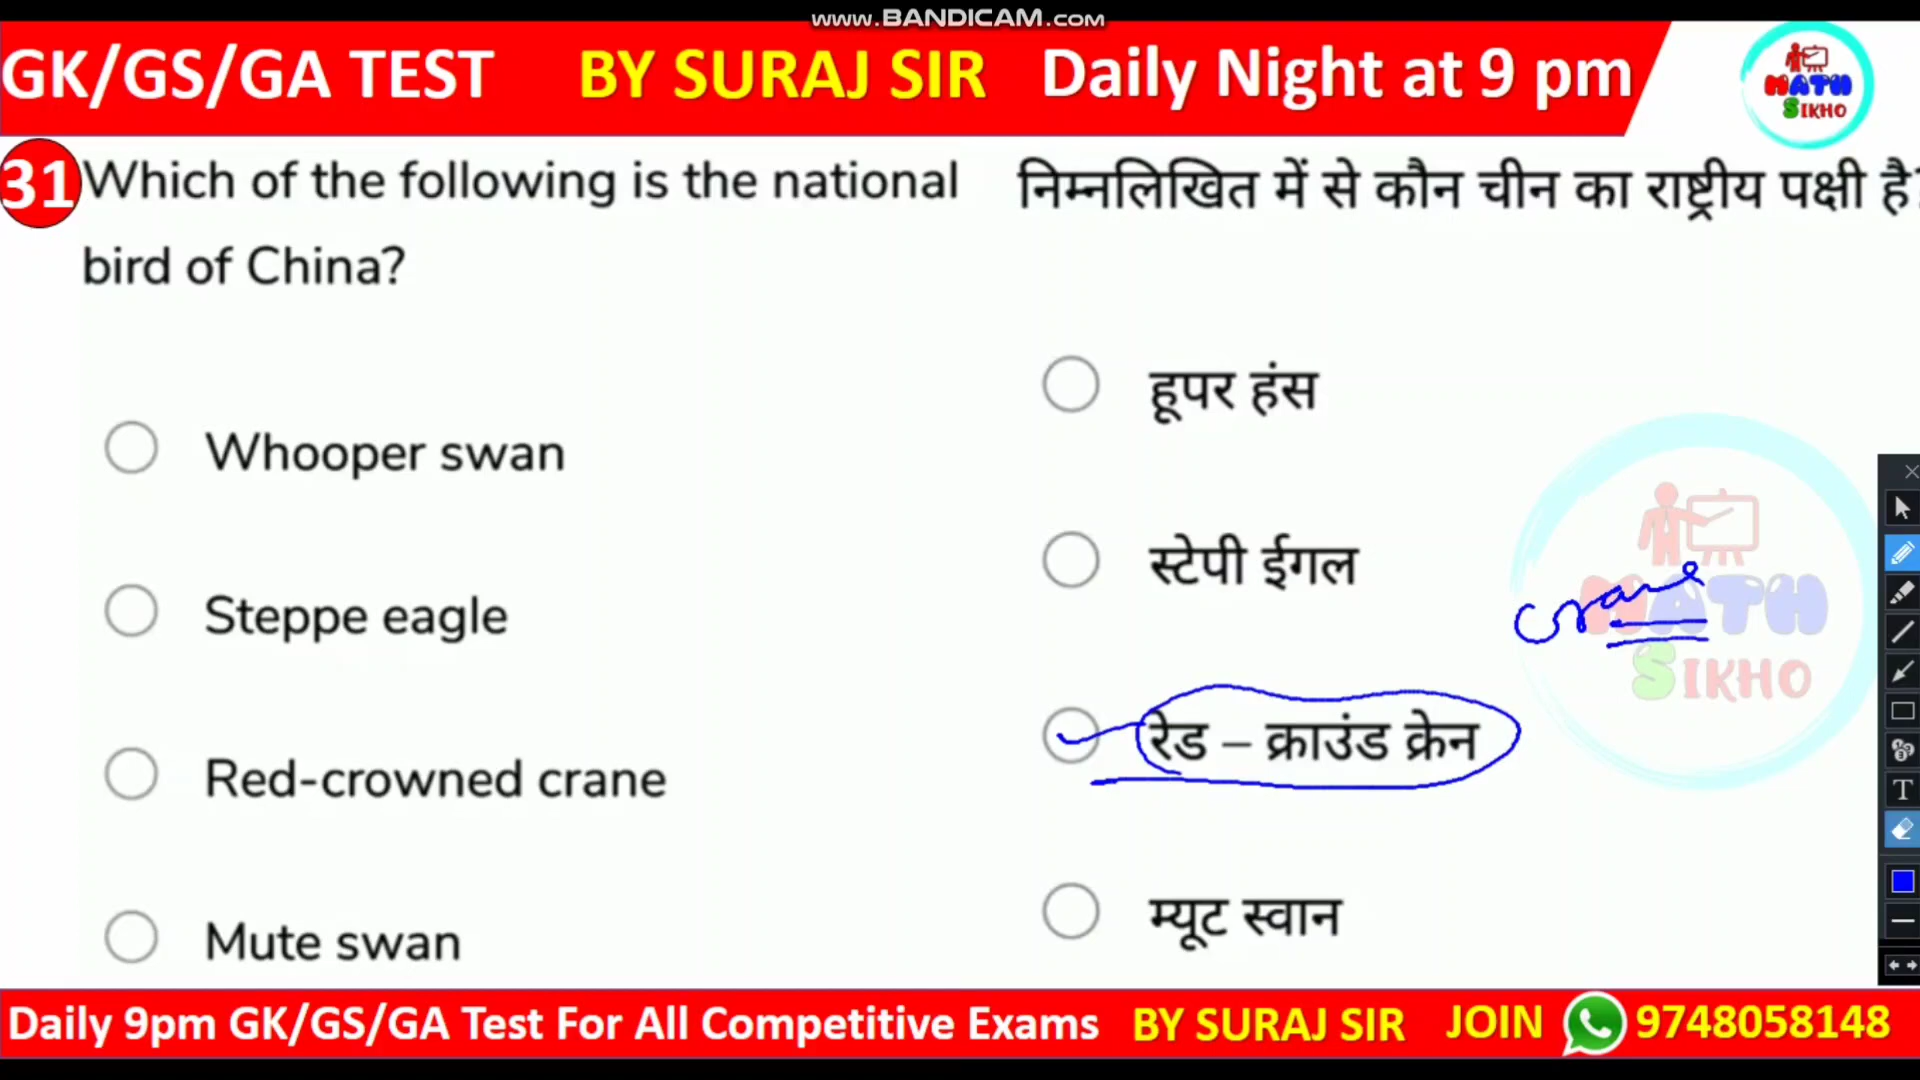 www.BANDICAM.com
GK/GS/GA TEST BY SURAJ SIR Daily Night at 9 pm
MATH
SIKHO
31
Which of the following is the national
bird of China?
Whooper swan
Steppe eagle
Red-crowned crane
Mute swan
निम्नलिखित में से कौन चीन का राष्ट्रीय पक्षी है?
हूपर हंस
स्टेपी ईगल
रेड – क्राउंड क्रेन
म्यूट स्वान
crane
MATH
SIKHO
Daily 9pm GK/GS/GA Test For All Competitive Exams BY SURAJ SIR JOIN 9748058148